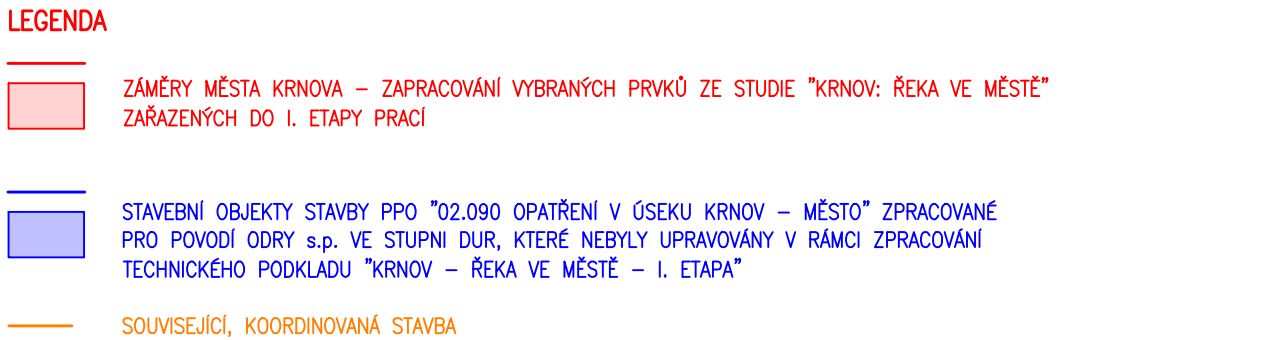 LEGENDA
ZÁMĚRY MĚSTA KRNOVA – ZAPRACOVÁNÍ VYBRANÝCH PRVKŮ ZE STUDIE "KRNOV: ŘEKA VE MĚSTĚ"
ZAŘAZENÝCH DO I. ETAPY PRACÍ
STAVEBNÍ OBJEKTY STAVBY PPO "02.090 OPATŘENÍ V ÚSEKU KRNOV – MĚSTO" ZPRACOVANÉ
PRO POVODÍ ODRY s.p. VE STUPNI DUR, KTERÉ NEBYLY UPRAVOVÁNY V RÁMCI ZPRACOVÁNÍ
TECHNICKÉHO PODKLADU "KRNOV – ŘEKA VE MĚSTĚ – I. ETAPA"
SOUVISEJÍCÍ, KOORDINOVANÁ STAVBA